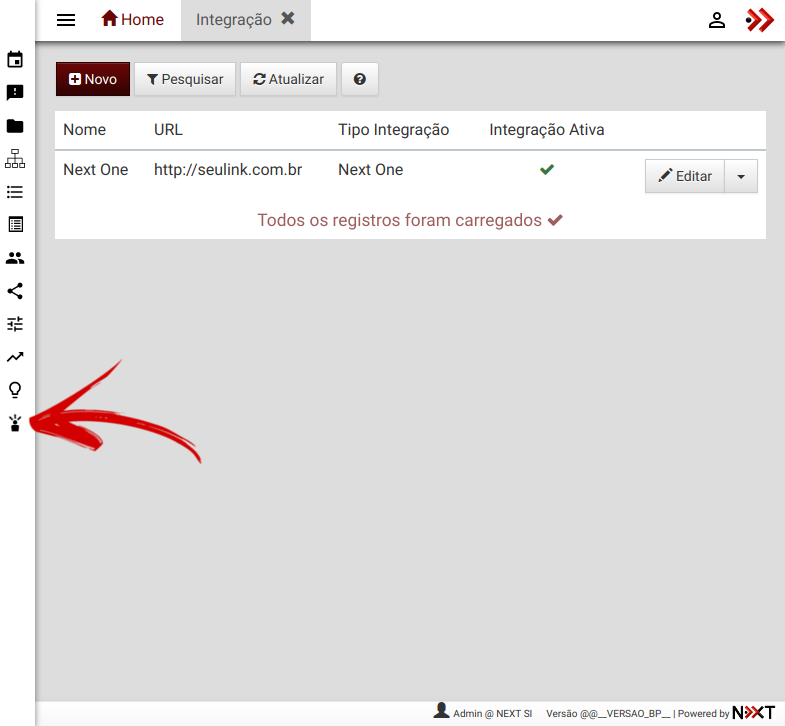 Home
Integração
Novo
Pesquisar
Atualizar
Nome URL Tipo Integração Integração Ativa
Next One http://seulink.com.br Next One Editar
Todos os registros foram carregados
Admin @ NEXT SI Versão @@__VERSAO_BP__ | Powered by NEXT